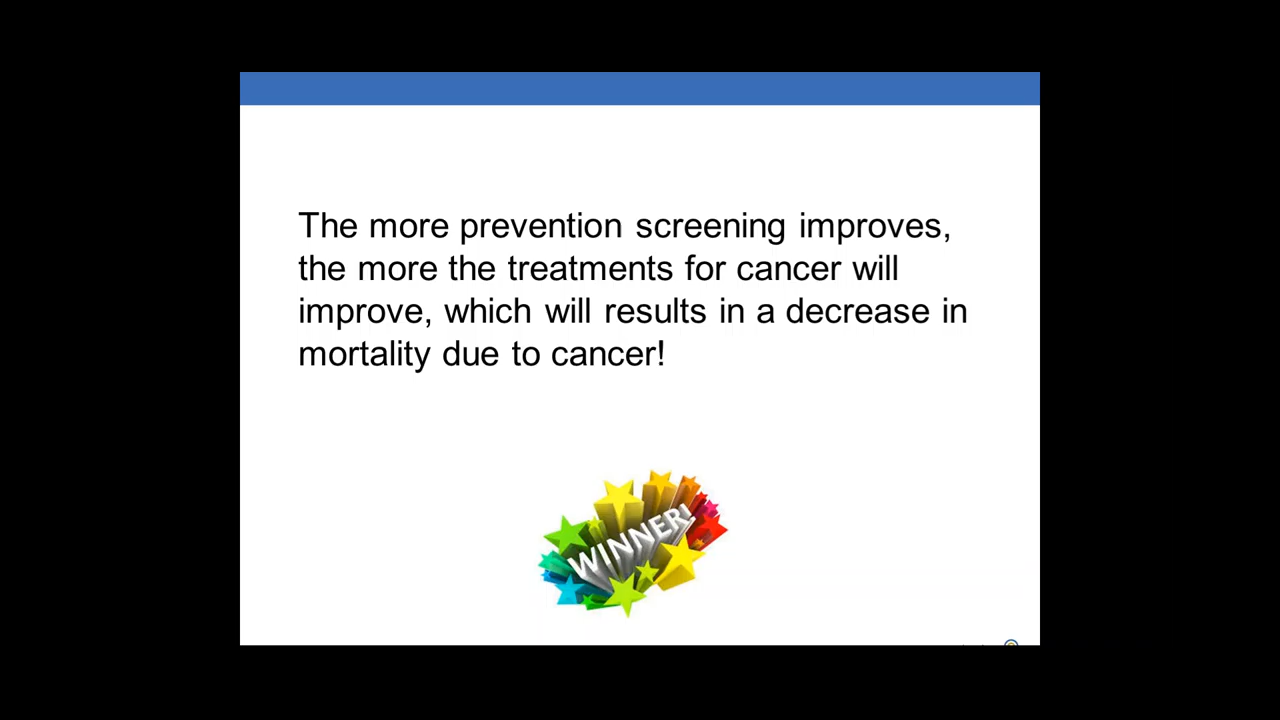 The more prevention screening improves,
the more the treatments for cancer will
improve, which will results in a decrease in
mortality due to cancer!
WINNER!